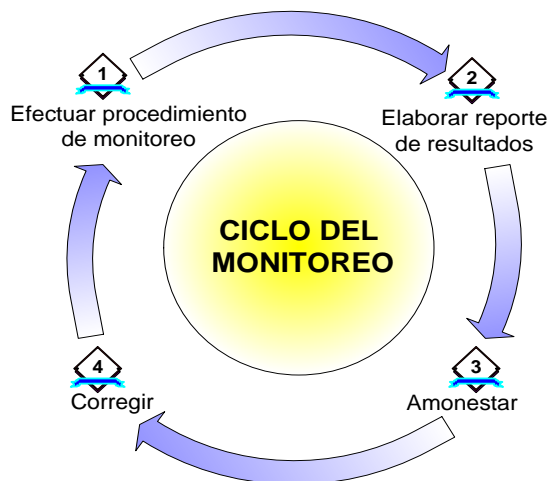 1
Efectuar procedimiento
de monitoreo
2
Elaborar reporte
de resultados
CICLO DEL
MONITOREO
3
Amonestar
4
Corregir